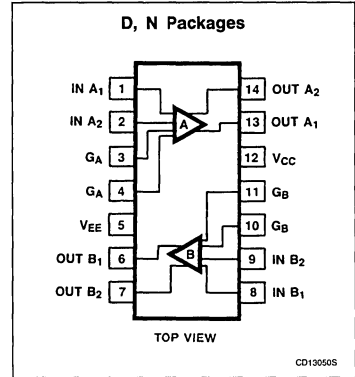 D, N Packages
IN A1 1 14 OUT A2
IN A2 2 A 13 OUT A1
GA 3 12 VCC
GA 4 11 GB
VEE 5 10 GB
OUT B1 6 B 9 IN B2
OUT B2 7 8 IN B1
TOP VIEW
CD13050S